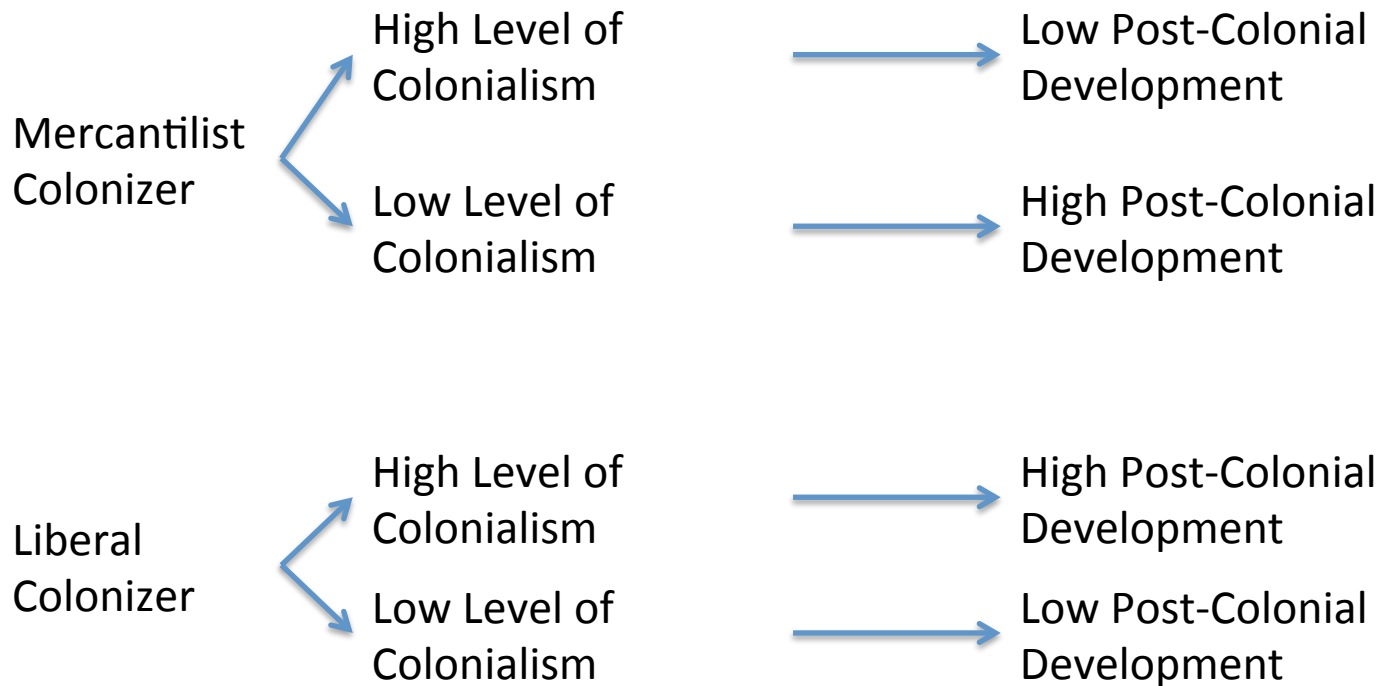 High Level of
Colonialism
Low Post-Colonial
Development
Mercantilist
Colonizer
Low Level of
Colonialism
High Post-Colonial
Development
High Level of
Colonialism
High Post-Colonial
Development
Liberal
Colonizer
Low Level of
Colonialism
Low Post-Colonial
Development